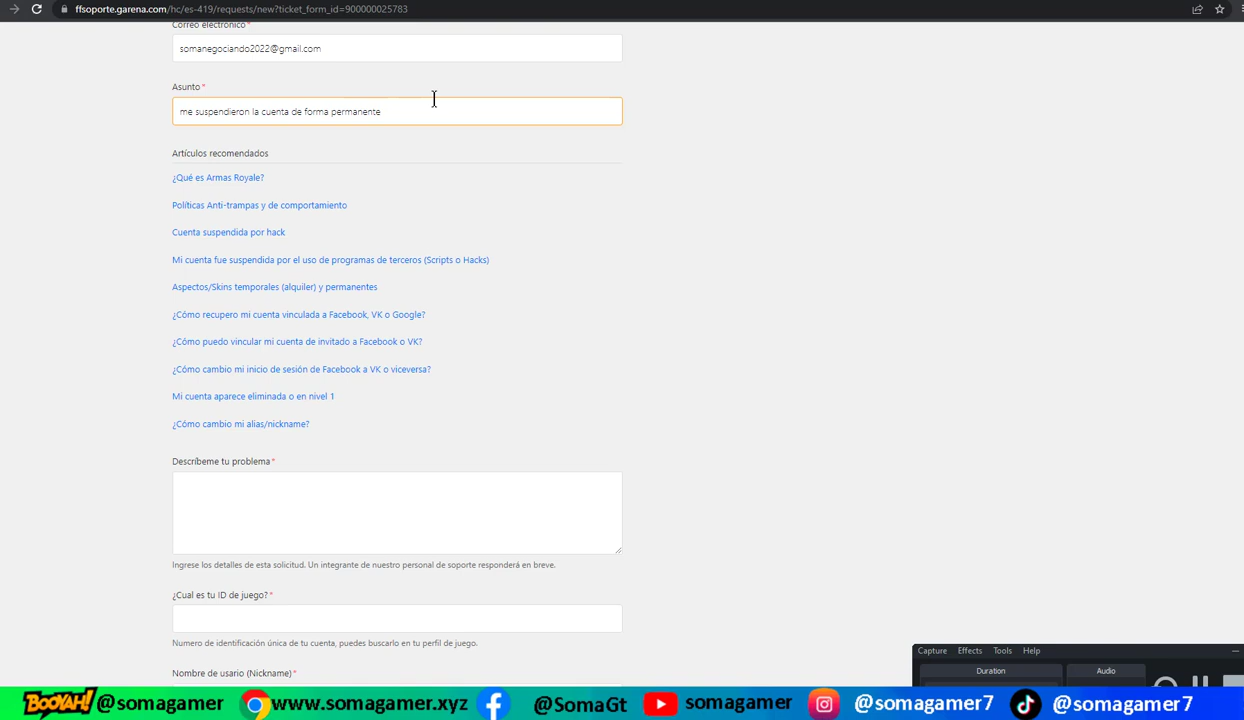 ffsoporte.garena.com/hc/es-419/requests/new?ticket_form_id=900000025783
Correo electrónico*
somanegociando2022@gmail.com
Asunto*
me suspendieron la cuenta de forma permanente
Artículos recomendados
¿Qué es Armas Royale?
Políticas Anti-trampas y de comportamiento
Cuenta suspendida por hack
Mi cuenta fue suspendida por el uso de programas de terceros (Scripts o Hacks)
Aspectos/Skins temporales (alquiler) y permanentes
¿Cómo recupero mi cuenta vinculada a Facebook, VK o Google?
¿Cómo puedo vincular mi cuenta de invitado a Facebook o VK?
¿Cómo cambio mi inicio de sesión de Facebook a VK o viceversa?
Mi cuenta aparece eliminada o en nivel 1
¿Cómo cambio mi alias/nickname?
Descríbeme tu problema*
Ingrese los detalles de esta solicitud. Un integrante de nuestro personal de soporte responderá en breve.
¿Cual es tu ID de juego?*
Numero de identificación única de tu cuenta, puedes buscarlo en tu perfil de juego.
Nombre de usario (Nickname)*
Capture Effects Tools Help
Duration Audio
BOOYAH! @somagamer www.somagamer.xyz @SomaGt somagamer @somagamer7 @somagamer7